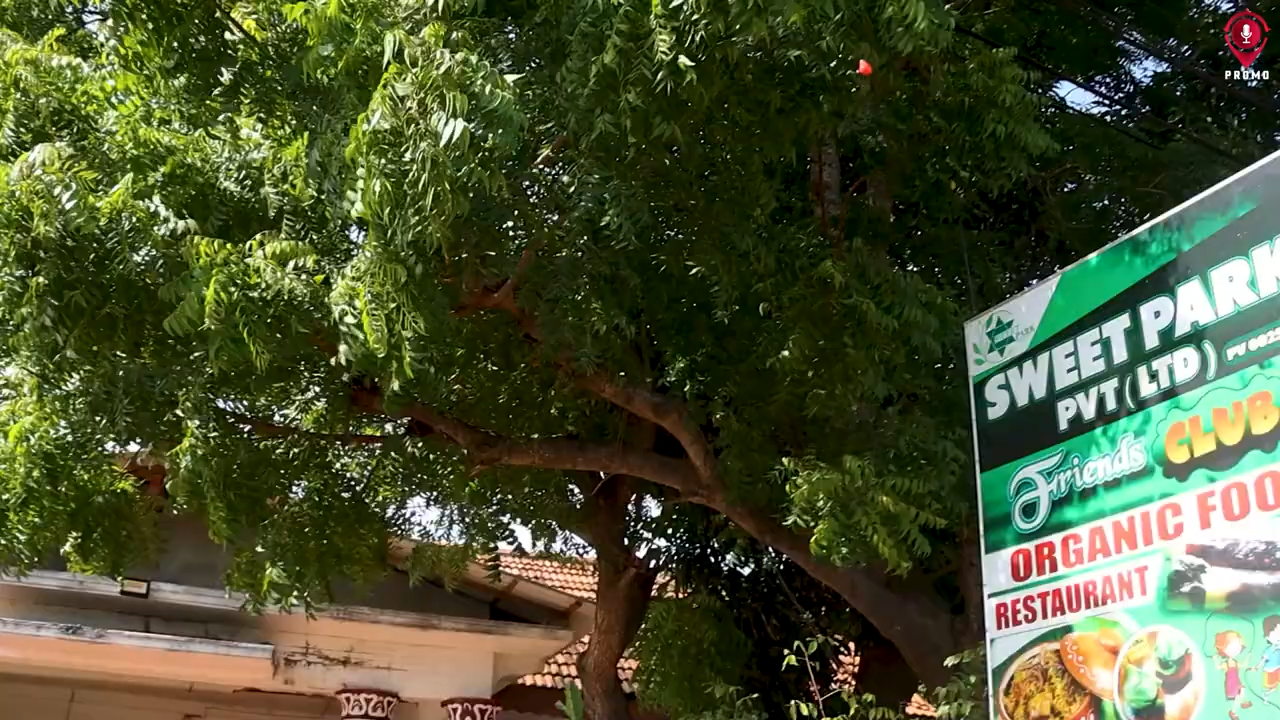 PROMO
SWEET PARK
PVT (LTD)
Friends CLUB
ORGANIC FOO
RESTAURANT